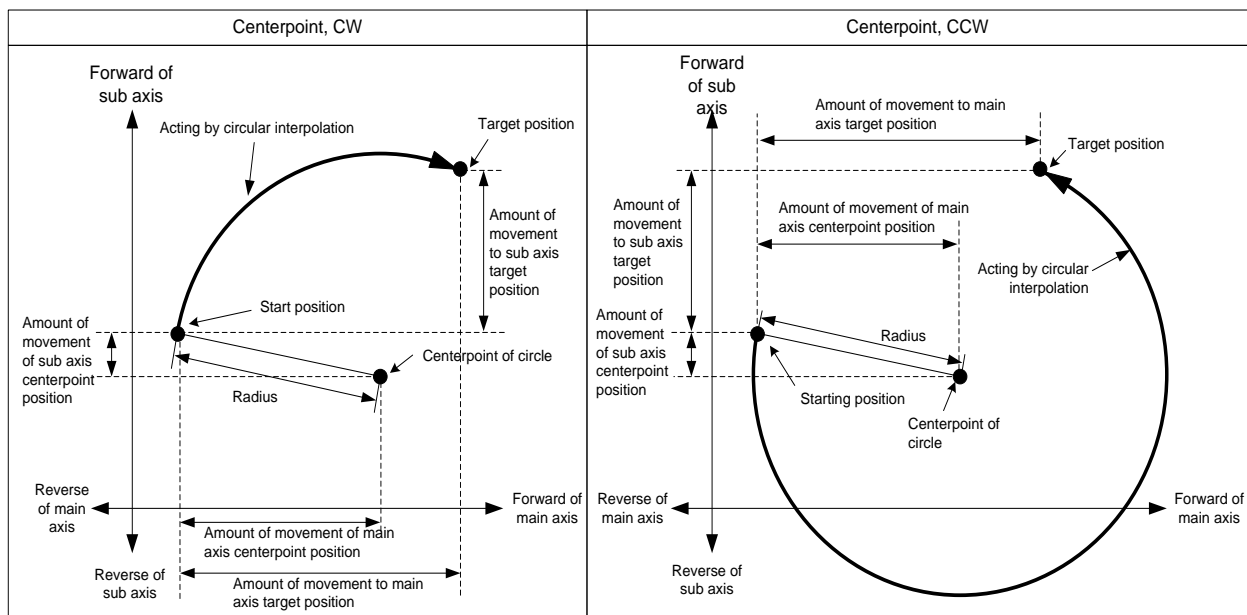 Centerpoint, CW
Forward of
sub axis
Acting by circular interpolation
Target position
Amount of
movement
to sub axis
target
position
Start position
Amount of
movement
of sub axis
centerpoint
position
Centerpoint of circle
Radius
Reverse
of main
axis
Forward of
main axis
Amount of movement of main
axis centerpoint position
Reverse of
sub axis
Amount of movement to main
axis target position
Centerpoint, CCW
Forward
of sub
axis
Amount of movement to main
axis target position
Target position
Amount of
movement
to sub axis
target
position
Amount of movement of main
axis centerpoint position
Acting by circular
interpolation
Amount of
movement
of sub axis
centerpoint
position
Radius
Starting position
Centerpoint of
circle
Reverse of
main axis
Forward of
main axis
Reverse of
sub axis